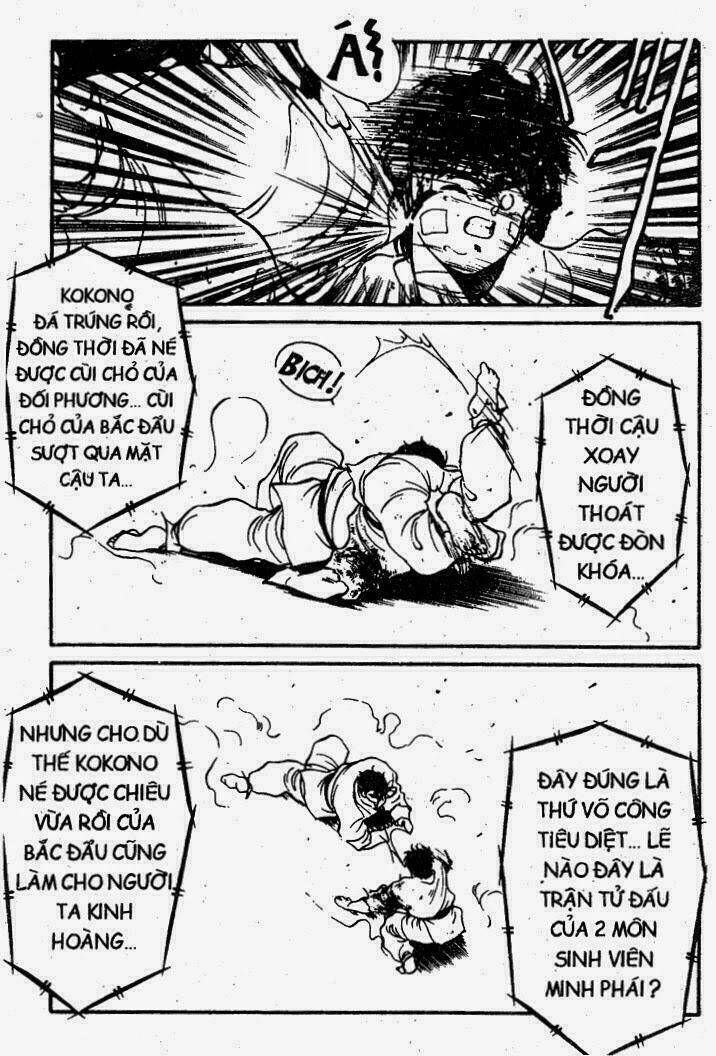 Á?
KOKONO
ĐÁ TRÚNG RỒI,
ĐỒNG THỜI ĐÃ NÉ
ĐƯỢC CÙI CHỎ CỦA
ĐỐI PHƯƠNG... CÙI
CHỎ CỦA BẮC ĐẨU
SƯỢT QUA MẶT
CẬU TA...
BỊCH!
ĐỒNG
THỜI CẬU
XOAY
NGƯỜI
THOÁT
ĐƯỢC ĐÒN
KHÓA...
NHƯNG CHO DÙ
THẾ KOKONO
NÉ ĐƯỢC CHIÊU
VỪA RỒI CỦA
BẮC ĐẨU CŨNG
LÀM CHO NGƯỜI
TA KINH
HOÀNG...
ĐÂY ĐÚNG LÀ
THỨ VÕ CÔNG
TIÊU DIỆT... LẼ
NÀO ĐÂY LÀ
TRẬN TỬ ĐẤU
CỦA 2 MÔN
SINH VIÊN
MINH PHÁI?